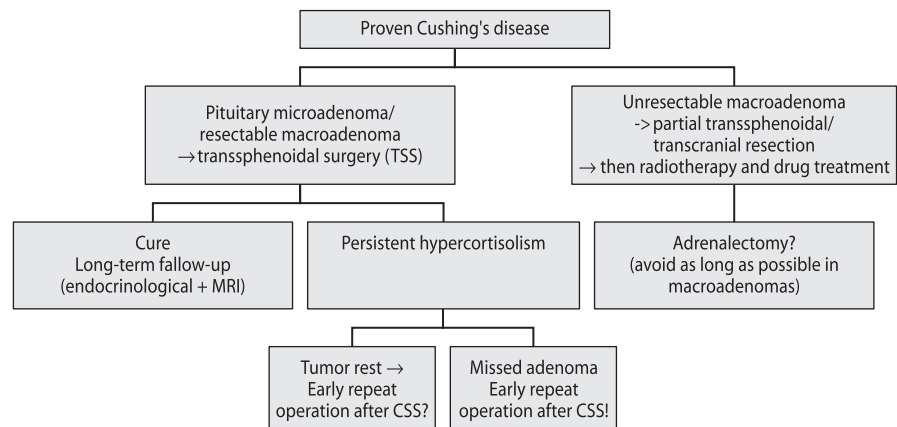 Proven Cushing's disease
Pituitary microadenoma/
resectable macroadenoma
→transsphenoidal surgery (TSS)
Unresectable macroadenoma
->partial transsphenoidal/
transcranial resection
→ then radiotherapy and drug treatment
Cure
Long-term fallow-up
(endocrinological + MRI)
Persistent hypercortisolism
Adrenalectomy?
(avoid as long as possible in
macroadenomas)
Tumor rest →
Early repeat
operation after CSS?
Missed adenoma
Early repeat
operation after CSS!